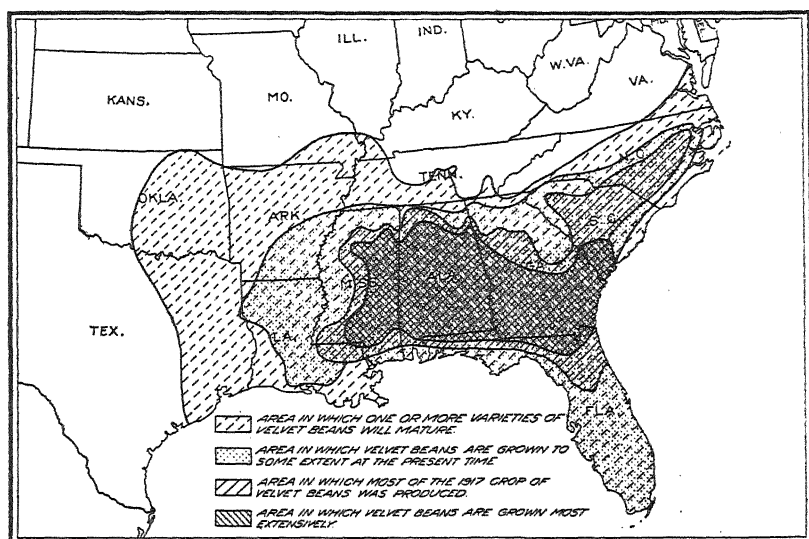 ILL.
IND.
W.VA.
VA.
KANS.
MO.
KY.
TENN.
N.C.
OKLA.
ARK.
S.C.
ALA.
TEX.
LA.
FLA.
AREA IN WHICH ONE OR MORE VARIETIES OF
VELVET BEANS WILL MATURE.
AREA IN WHICH VELVET BEANS ARE GROWN TO
SOME EXTENT AT THE PRESENT TIME
AREA IN WHICH MOST OF THE 1917 CROP OF
VELVET BEANS WAS PRODUCED.
AREA IN WHICH VELVET BEANS ARE GROWN MOST
EXTENSIVELY.